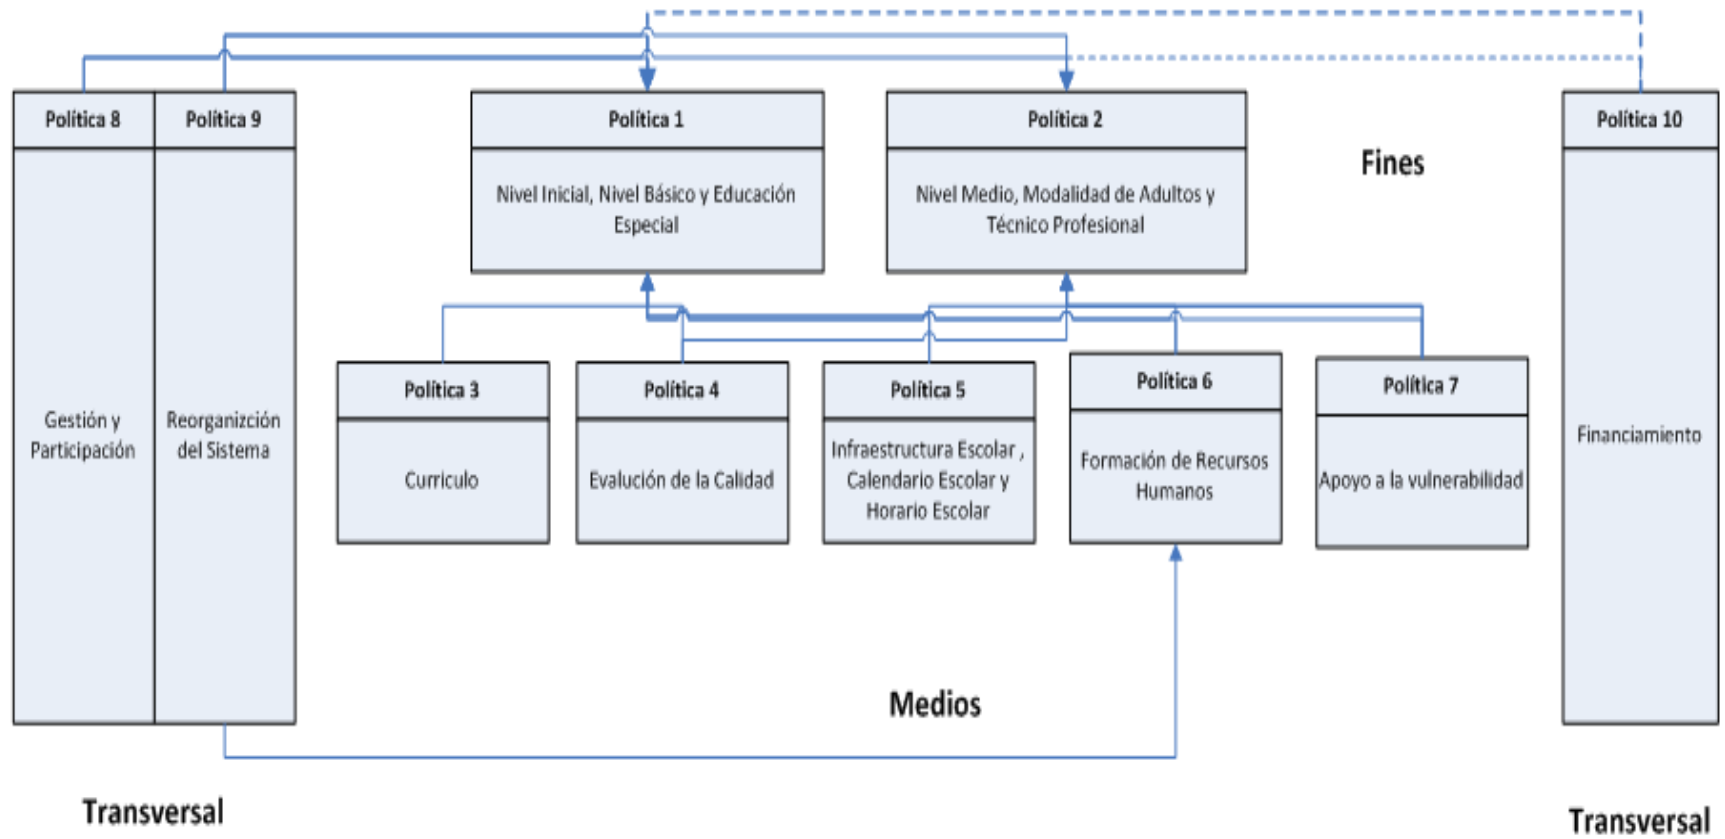 Política 8
Política 9
Política 1
Política 2
Política 10
Fines
Nivel Inicial, Nivel Básico y Educación
Especial
Nivel Medio, Modalidad de Adultos y
Técnico Profesional
Gestión y
Participación
Reorganizción
del Sistema
Financiamiento
Política 3
Política 4
Política 5
Política 6
Política 7
Curriculo
Evalución de la Calidad
Infraestructura Escolar ,
Calendario Escolar y
Horario Escolar
Formación de Recursos
Humanos
Apoyo a la vulnerabilidad
Medios
Transversal
Transversal